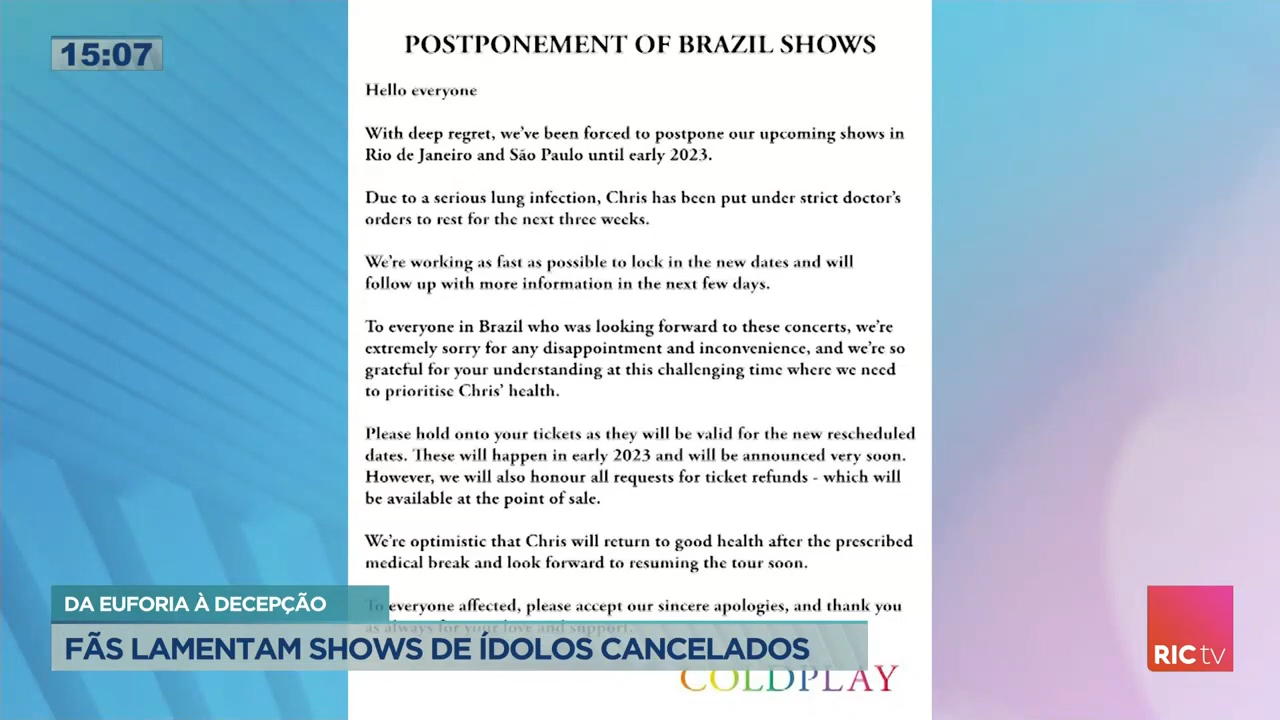 15:07
POSTPONEMENT OF BRAZIL SHOWS
Hello everyone
With deep regret, we've been forced to postpone our upcoming shows in
Rio de Janeiro and São Paulo until early 2023.
Due to a serious lung infection, Chris has been put under strict doctor's
orders to rest for the next three weeks.
We're working as fast as possible to lock in the new dates and will
follow up with more information in the next few days.
To everyone in Brazil who was looking forward to these concerts, we're
extremely sorry for any disappointment and inconvenience, and we're so
grateful for your understanding at this challenging time where we need
to prioritise Chris' health.
Please hold onto your tickets as they will be valid for the new rescheduled
dates. These will happen in early 2023 and will be announced very soon.
However, we will also honour all requests for ticket refunds - which will
be available at the point of sale.
We're optimistic that Chris will return to good health after the prescribed
medical break and look forward to resuming the tour soon.
To everyone affected, please accept our sincere apologies, and thank you
as always for your love and support.
DA EUFORIA À DECEPÇÃO
FÃS LAMENTAM SHOWS DE ÍDOLOS CANCELADOS
COLDPLAY
RIC tv